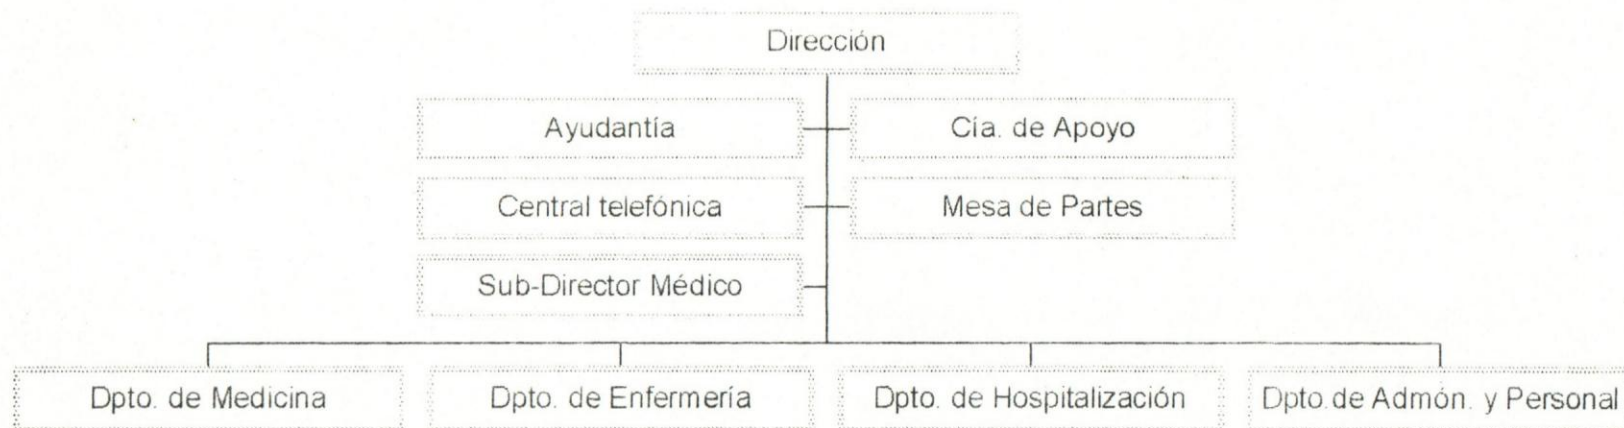 Dirección
Ayudantía
Cía. de Apoyo
Central telefónica
Mesa de Partes
Sub-Director Médico
Dpto. de Medicina
Dpto. de Enfermería
Dpto. de Hospitalización
Dpto.de Admón. y Personal